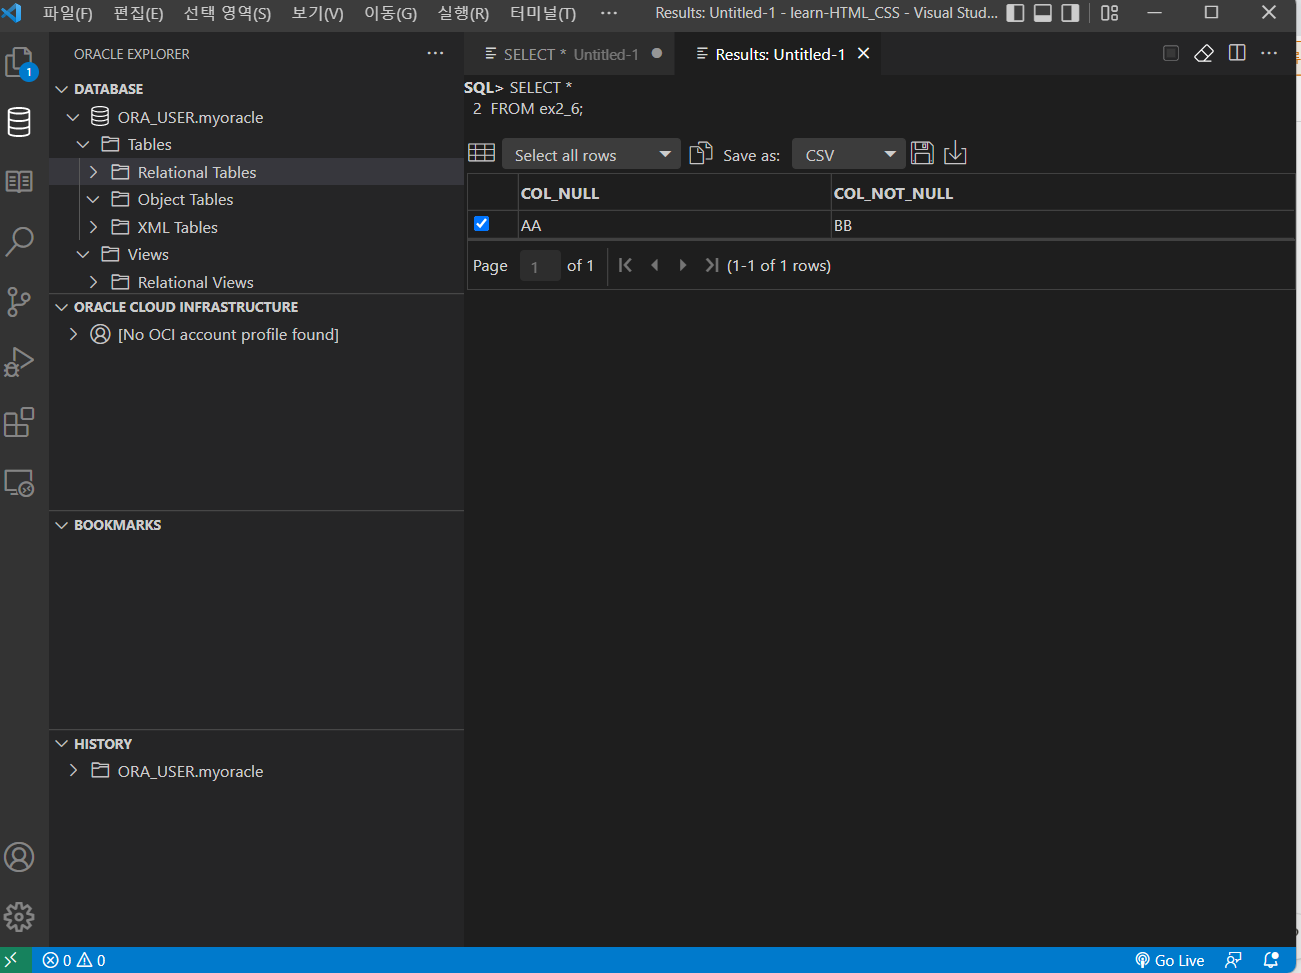 파일(F) 편집(E) 선택 영역(S) 보기(V) 이동(G) 실행(R) 터미널(T) ··· Results: Untitled-1 - learn-HTML_CSS - Visual Stud...
1
ORACLE EXPLORER ···
DATABASE
ORA_USER.myoracle
Tables
Relational Tables
Object Tables
XML Tables
Views
Relational Views
ORACLE CLOUD INFRASTRUCTURE
[No OCI account profile found]
BOOKMARKS
HISTORY
ORA_USER.myoracle
SELECT * Untitled-1 ● Results: Untitled-1 ×
SQL> SELECT *
2 FROM ex2_6;
Select all rows Save as: CSV
COL_NULL COL_NOT_NULL
AA BB
Page 1 of 1 (1-1 of 1 rows)
0 0 Go Live